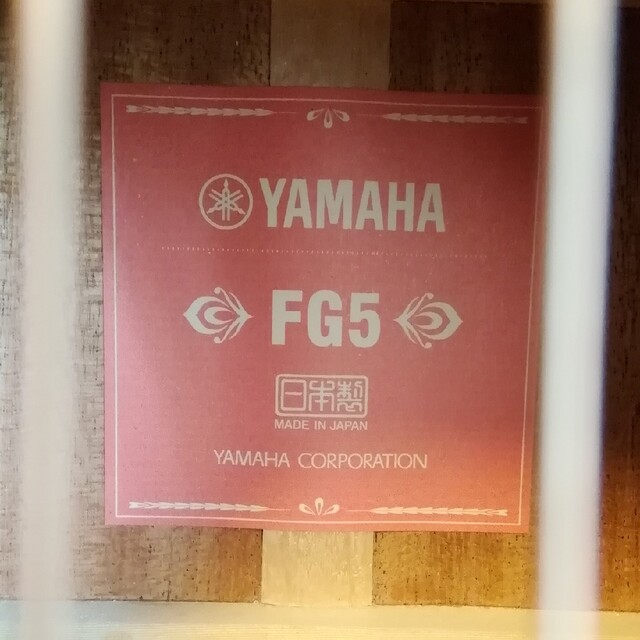 YAMAHA
FG5
日本製
MADE IN JAPAN
YAMAHA CORPORATION